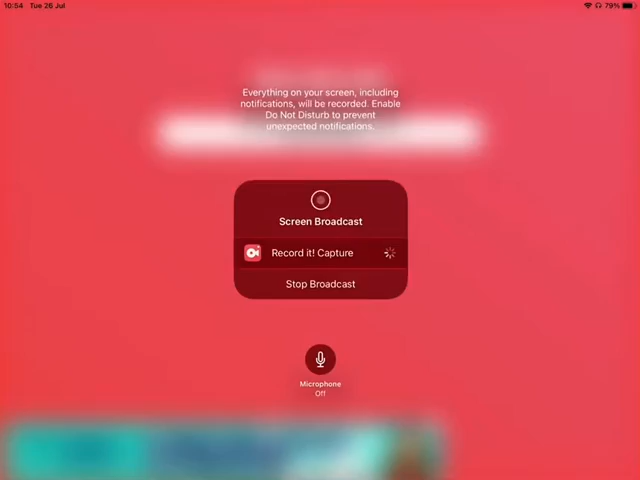 10:54 Tue 26 Jul 79%
Everything on your screen, including
notifications, will be recorded. Enable
Do Not Disturb to prevent
unexpected notifications.
Screen Broadcast
Record it! Capture
Stop Broadcast
Microphone
Off